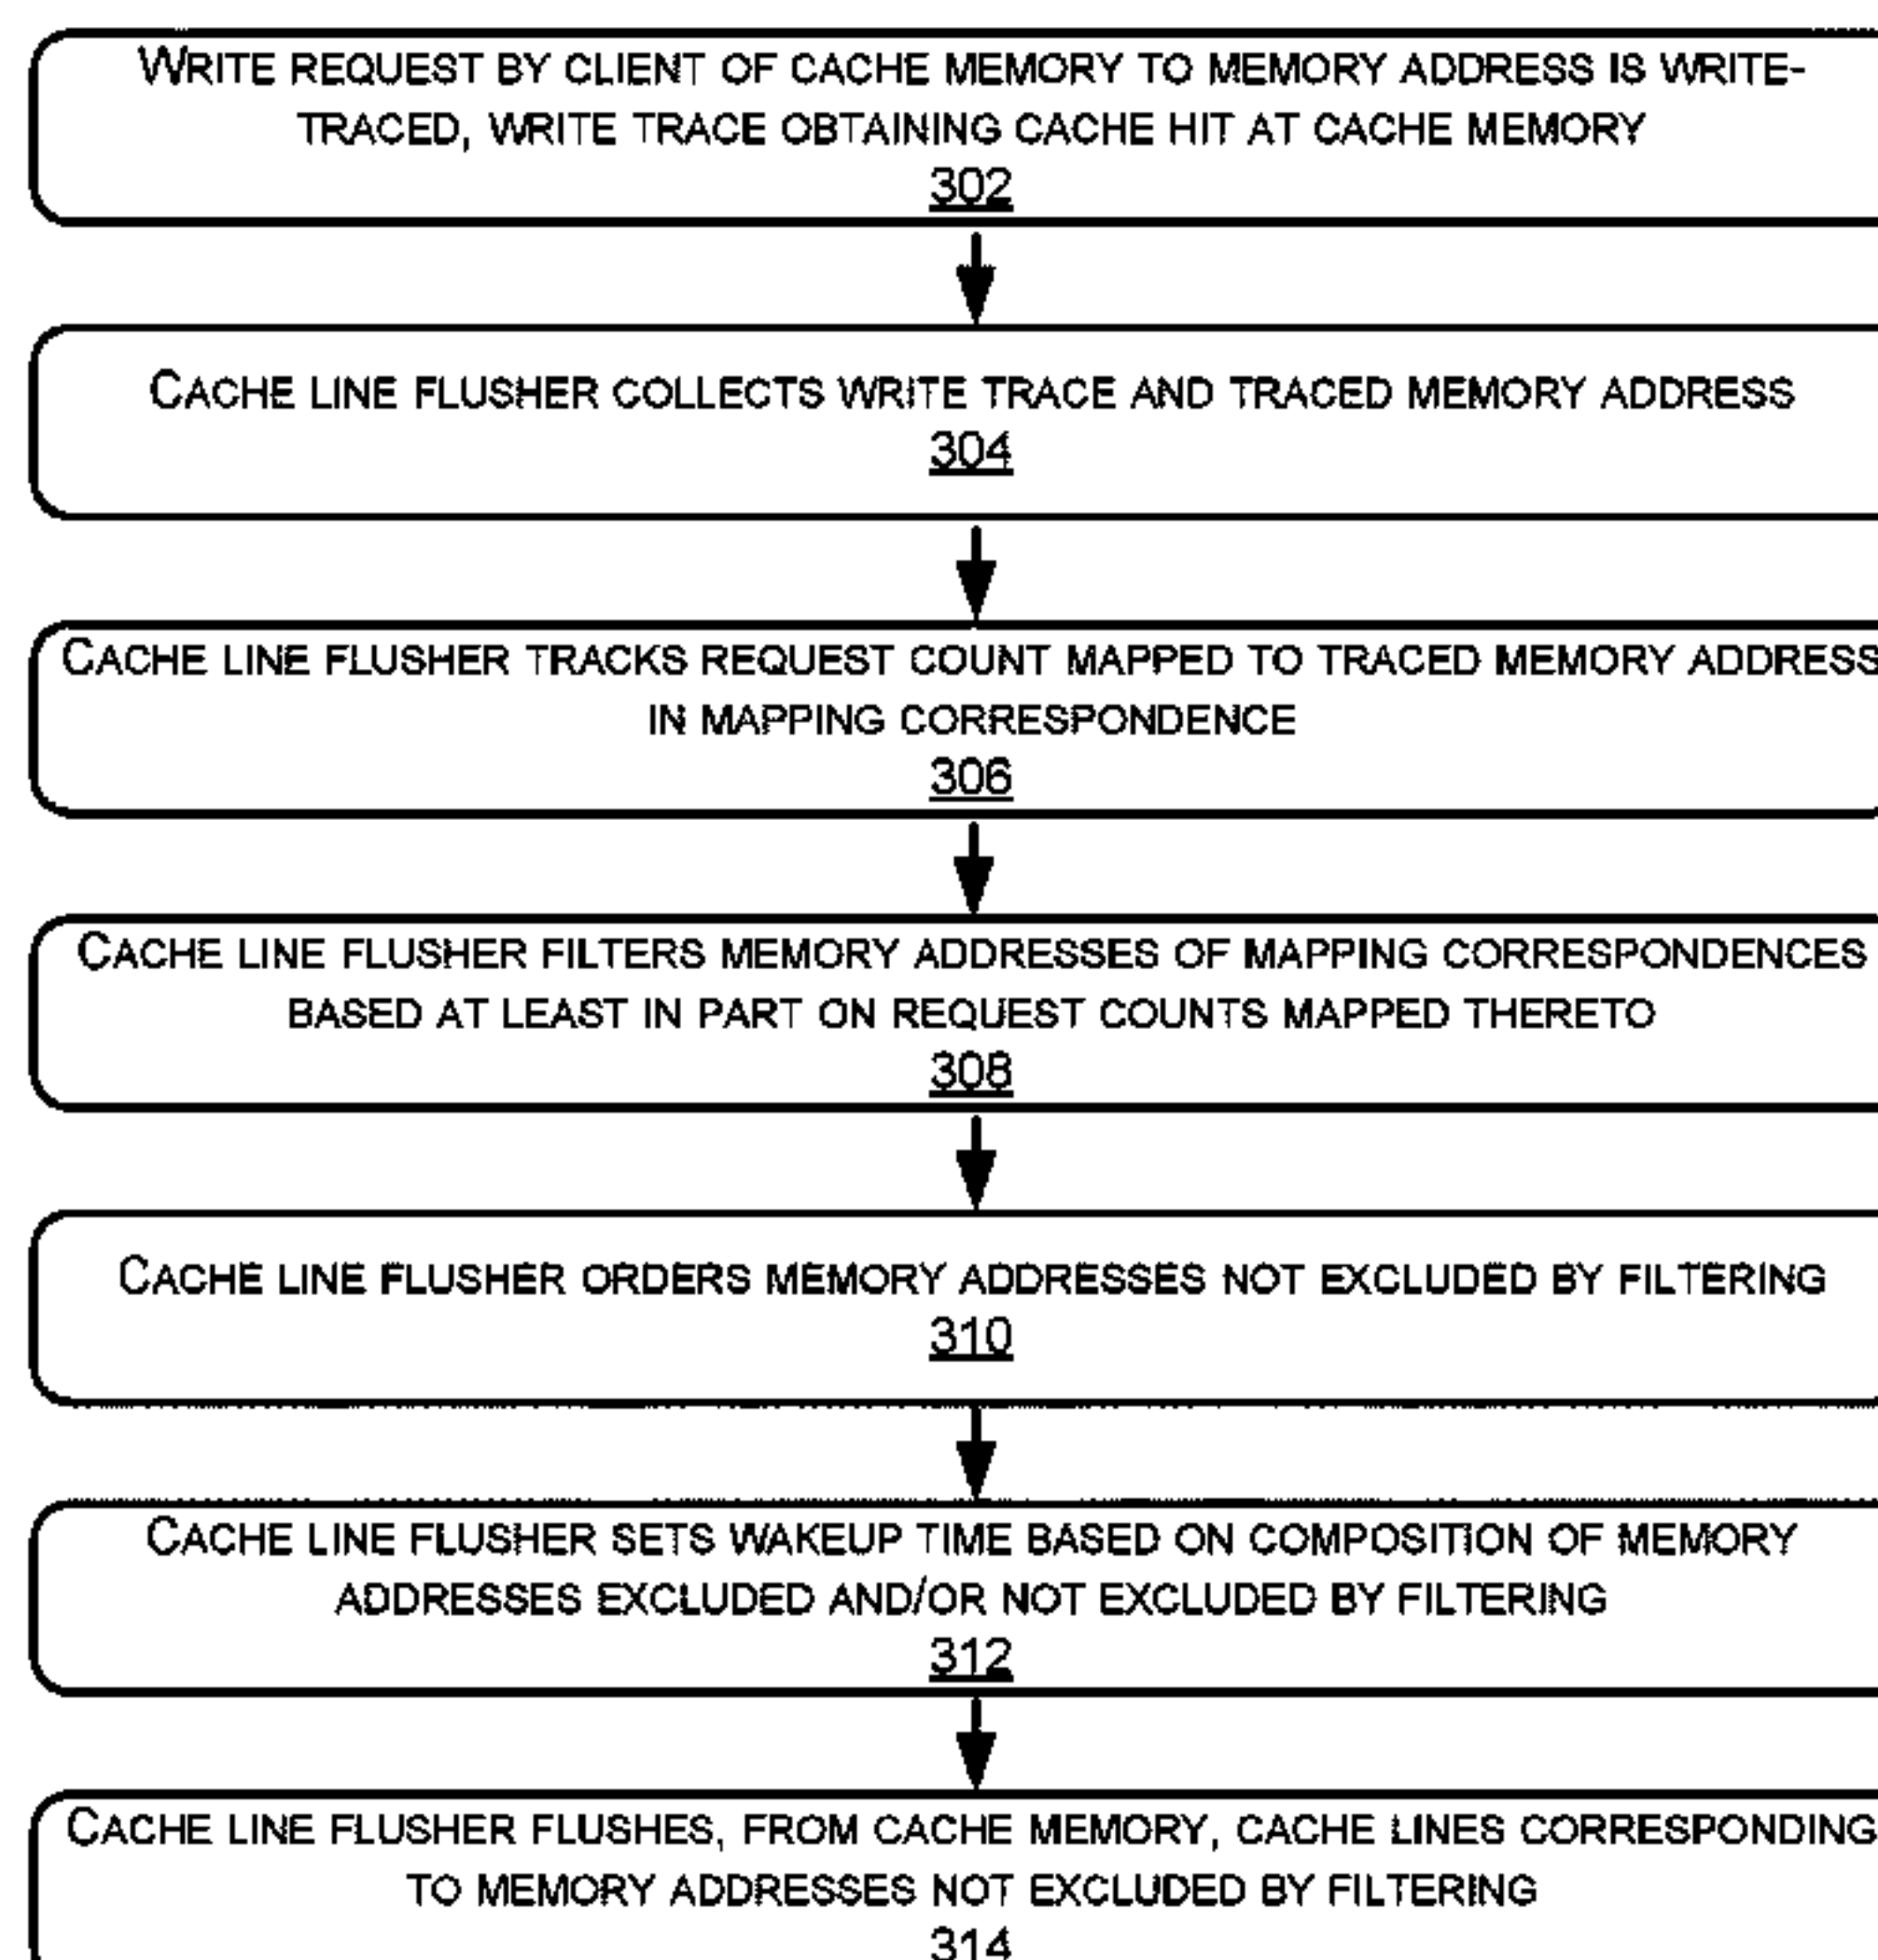 WRITE REQUEST BY CLIENT OF CACHE MEMORY TO MEMORY ADDRESS IS WRITE-
TRACED, WRITE TRACE OBTAINING CACHE HIT AT CACHE MEMORY
302
CACHE LINE FLUSHER COLLECTS WRITE TRACE AND TRACED MEMORY ADDRESS
304
CACHE LINE FLUSHER TRACKS REQUEST COUNT MAPPED TO TRACED MEMORY ADDRESS
IN MAPPING CORRESPONDENCE
306
CACHE LINE FLUSHER FILTERS MEMORY ADDRESSES OF MAPPING CORRESPONDENCES
BASED AT LEAST IN PART ON REQUEST COUNTS MAPPED THERETO
308
CACHE LINE FLUSHER ORDERS MEMORY ADDRESSES NOT EXCLUDED BY FILTERING
310
CACHE LINE FLUSHER SETS WAKEUP TIME BASED ON COMPOSITION OF MEMORY
ADDRESSES EXCLUDED AND/OR NOT EXCLUDED BY FILTERING
312
CACHE LINE FLUSHER FLUSHES, FROM CACHE MEMORY, CACHE LINES CORRESPONDING
TO MEMORY ADDRESSES NOT EXCLUDED BY FILTERING
314